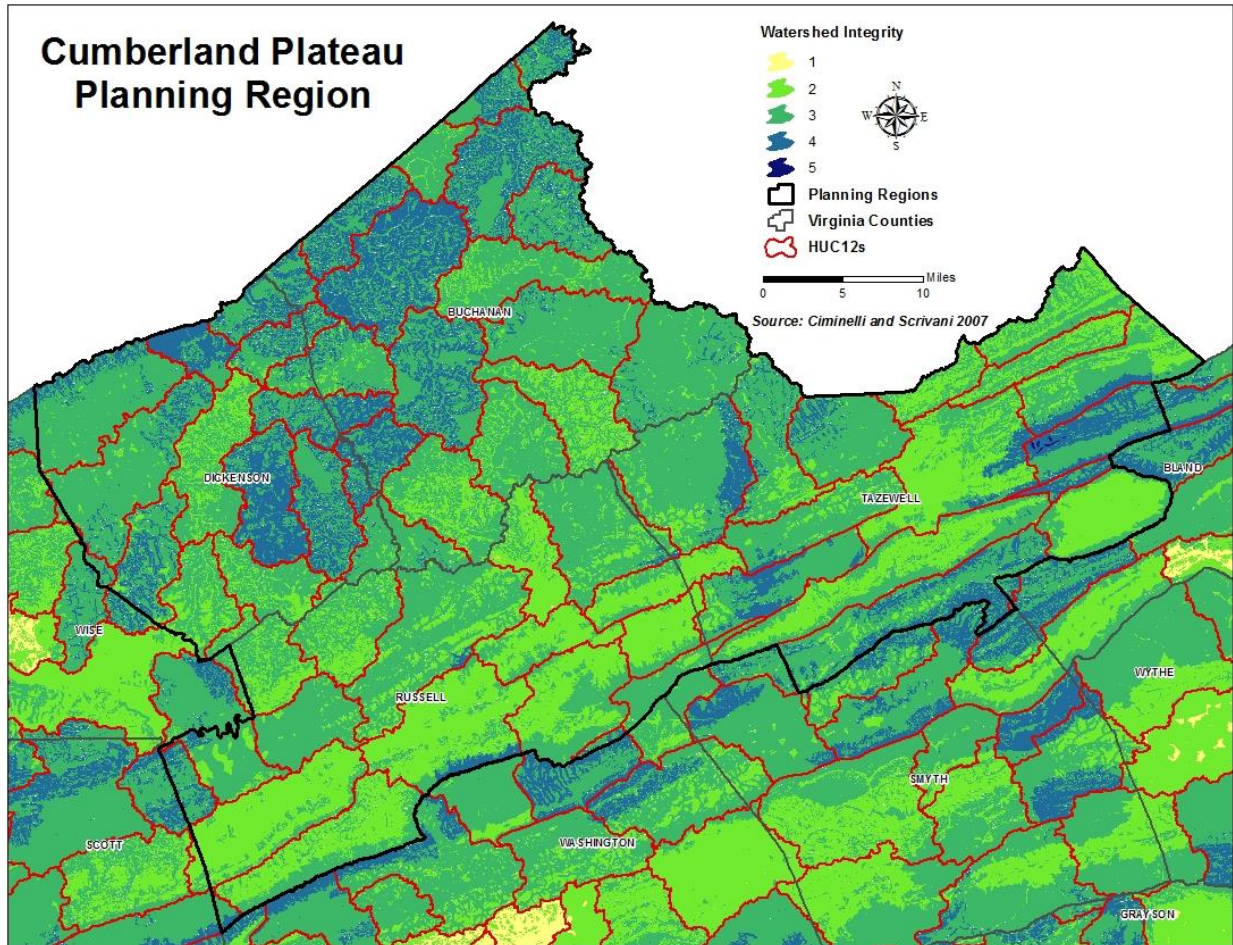 Cumberland Plateau
Planning Region
Watershed Integrity
1
2
3
4
5
Planning Regions
Virginia Counties
HUC12s
N
W E
S
Miles
0 5 10
Source: Ciminelli and Scrivani 2007
BUCHANAN
DICKENSON
TAZEWELL
BLAND
WISE
RUSSELL
WYTHE
SMYTH
SCOTT
WASHINGTON
GRAYSON